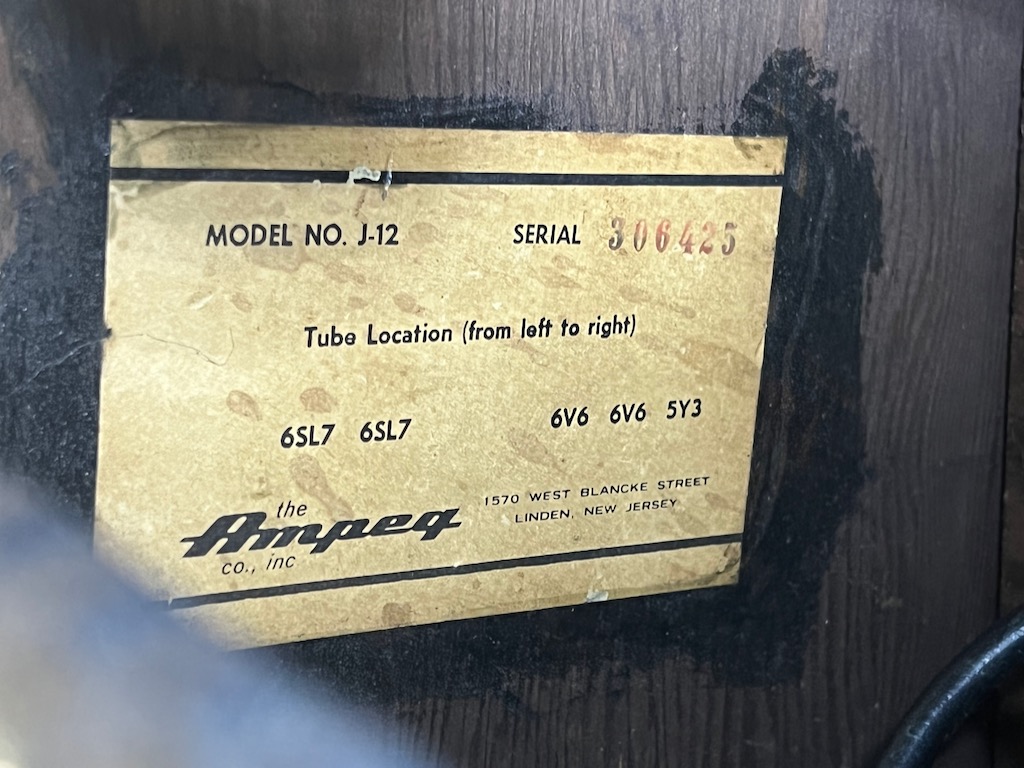 MODEL NO. J-12 SERIAL 306425
Tube Location (from left to right)
6SL7 6SL7 6V6 6V6 5Y3
the
Ampeg
co., inc
1570 WEST BLANCKE STREET
LINDEN, NEW JERSEY